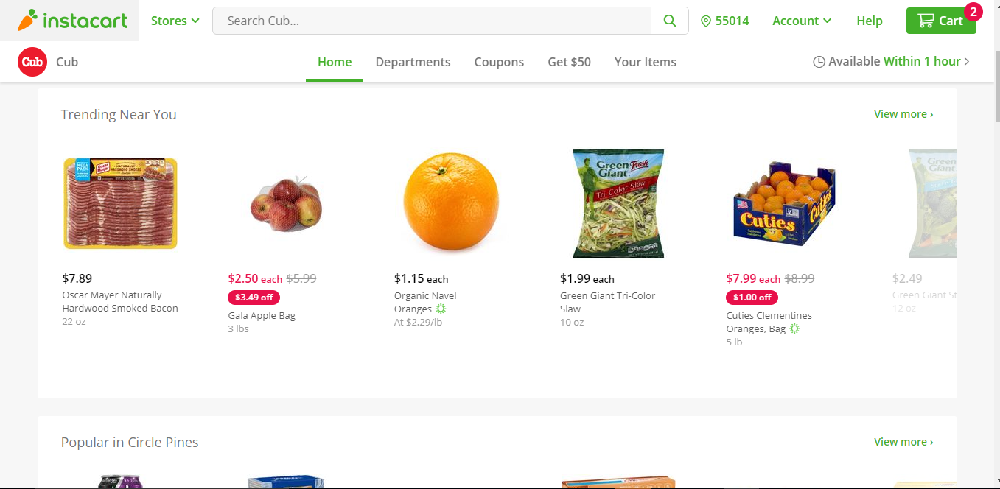 instacart
Stores
Search Cub...
55014
Account
Help
Cart
2
Cub
Cub
Home
Departments
Coupons
Get $50
Your Items
Available Within 1 hour
Trending Near You
View more ›
MEGA PACK
Oscar Mayer
NATURALLY
HARDWOOD SMOKED
Bacon
Green Giant Fresh
Tri-Color Slaw
Cuties
Green Giant
$7.89
Oscar Mayer Naturally
Hardwood Smoked Bacon
22 oz
$2.50 each $5.99
$3.49 off
Gala Apple Bag
3 lbs
$1.15 each
Organic Navel
Oranges
At $2.29/lb
$1.99 each
Green Giant Tri-Color
Slaw
10 oz
$7.99 each $8.99
$1.00 off
Cuties Clementines
Oranges, Bag
5 lb
$2.49
Green Giant St
12 oz
Popular in Circle Pines
View more ›